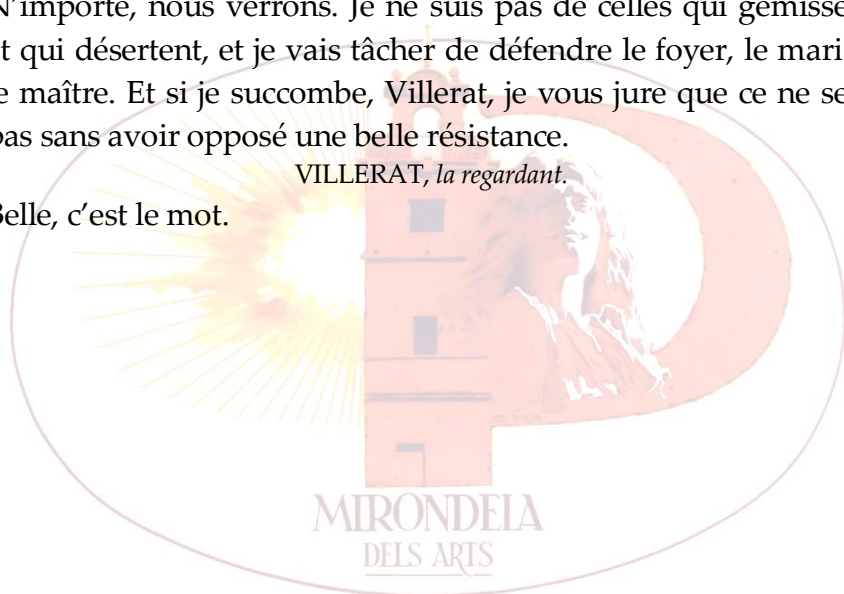 N’importe, nous verrons. Je ne suis pas de celles qui gémisse
t qui désertent, et je vais tâcher de défendre le foyer, le mari
e maître. Et si je succombe, Villerat, je vous jure que ce ne se
pas sans avoir opposé une belle résistance.
VILLERAT, la regardant.
Belle, c’est le mot.
MIRONDELA
DELS ARTS